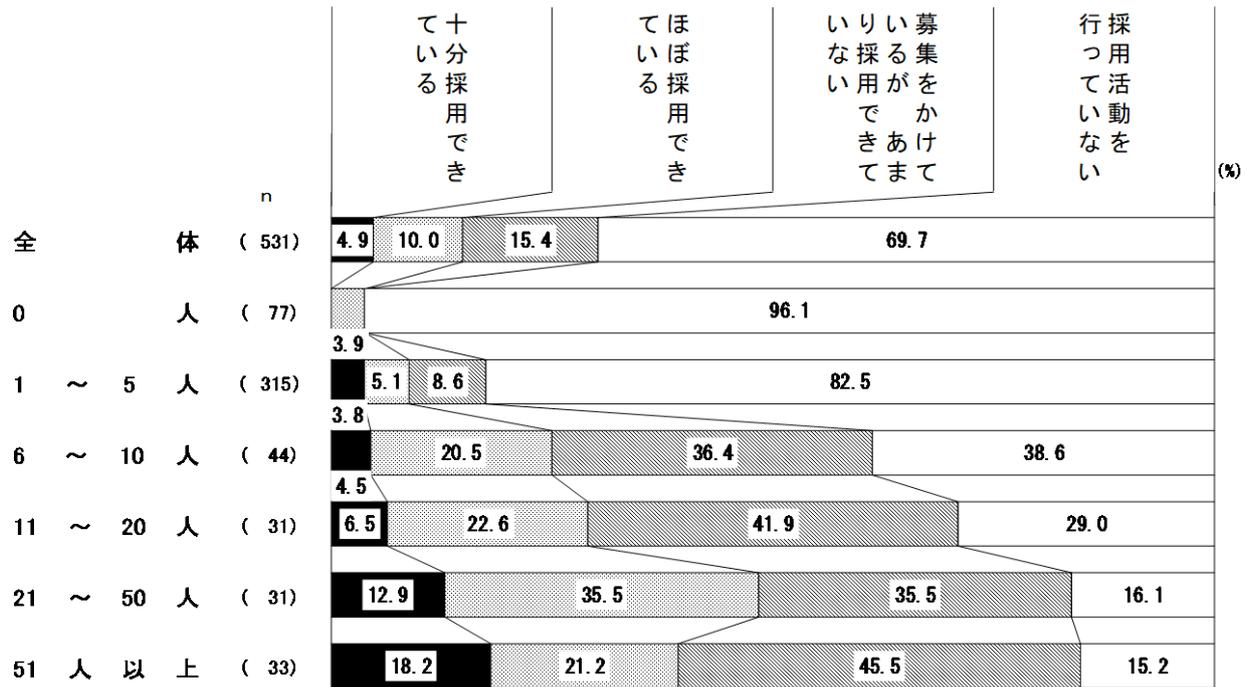 十分採用でき
ている
ほぼ採用でき
ている
募集をかけて
いるが あま
り採用できて
いない
採用活動を
行っていない
(%)
n
全 体 ( 531) 4.9 10.0 15.4 69.7
0 人 ( 77) 96.1
3.9
1 ～ 5 人 ( 315) 5.1 8.6 82.5
3.8
6 ～ 10 人 ( 44) 20.5 36.4 38.6
4.5
11 ～ 20 人 ( 31) 6.5 22.6 41.9 29.0
21 ～ 50 人 ( 31) 12.9 35.5 35.5 16.1
51 人 以 上 ( 33) 18.2 21.2 45.5 15.2